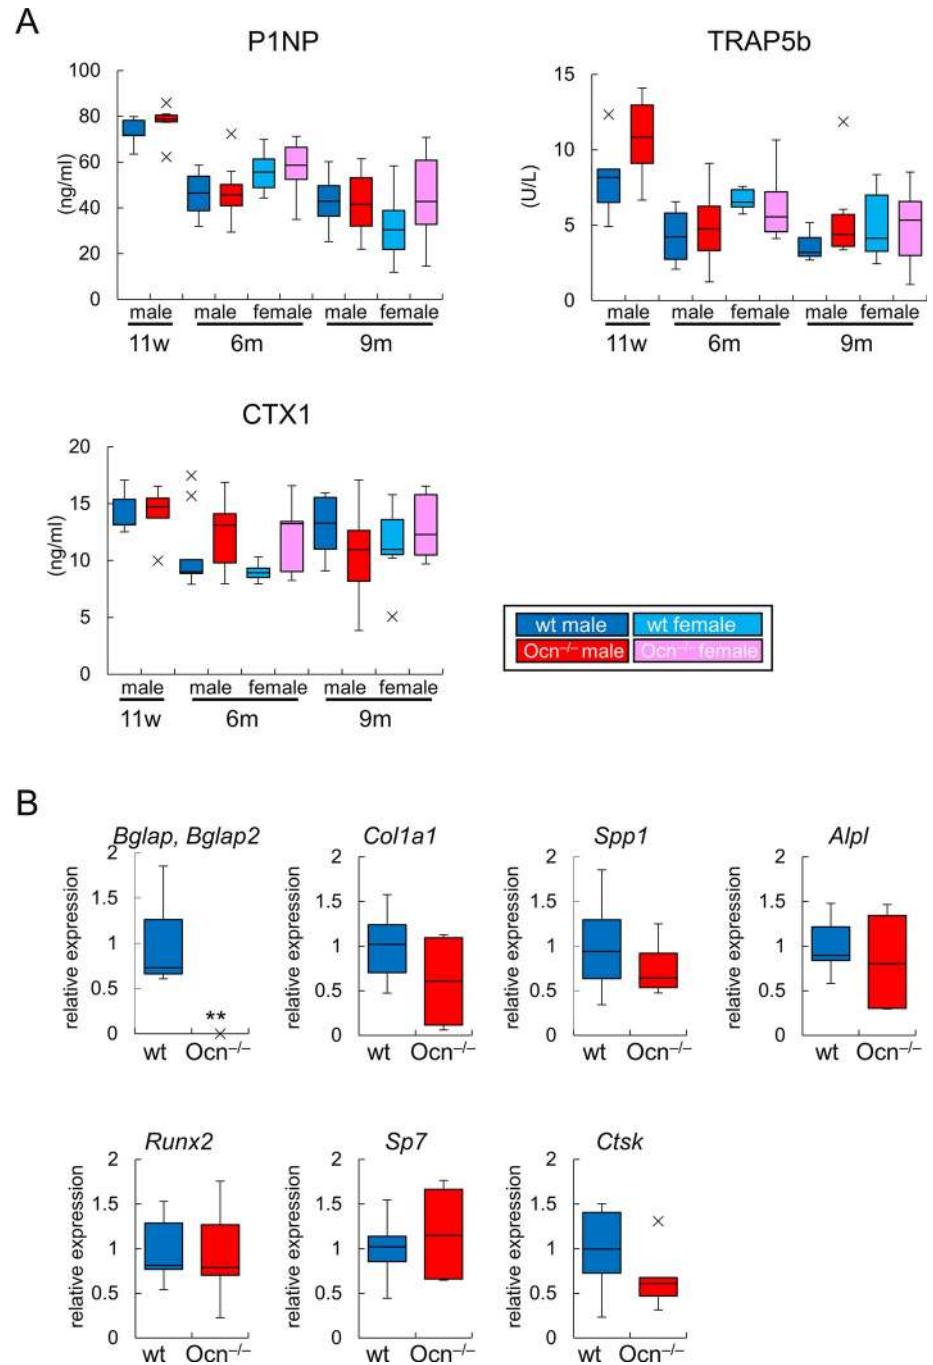 A
P1NP
TRAP5b
(ng/ml)
100
80
60
40
20
0
male male female male female
11w 6m 9m
(U/L)
15
10
5
0
male male female male female
11w 6m 9m
CTX1
(ng/ml)
20
15
10
5
0
male male female male female
11w 6m 9m
wt male wt female
Ocn–/– male Ocn–/– female
B
Bglap, Bglap2
relative expression
2
1.5
1
0.5
0
**
wt Ocn–/–
Col1a1
relative expression
2
1.5
1
0.5
0
wt Ocn–/–
Spp1
relative expression
2
1.5
1
0.5
0
wt Ocn–/–
Alpl
relative expression
2
1.5
1
0.5
0
wt Ocn–/–
Runx2
relative expression
2
1.5
1
0.5
0
wt Ocn–/–
Sp7
relative expression
2
1.5
1
0.5
0
wt Ocn–/–
Ctsk
relative expression
2
1.5
1
0.5
0
wt Ocn–/–